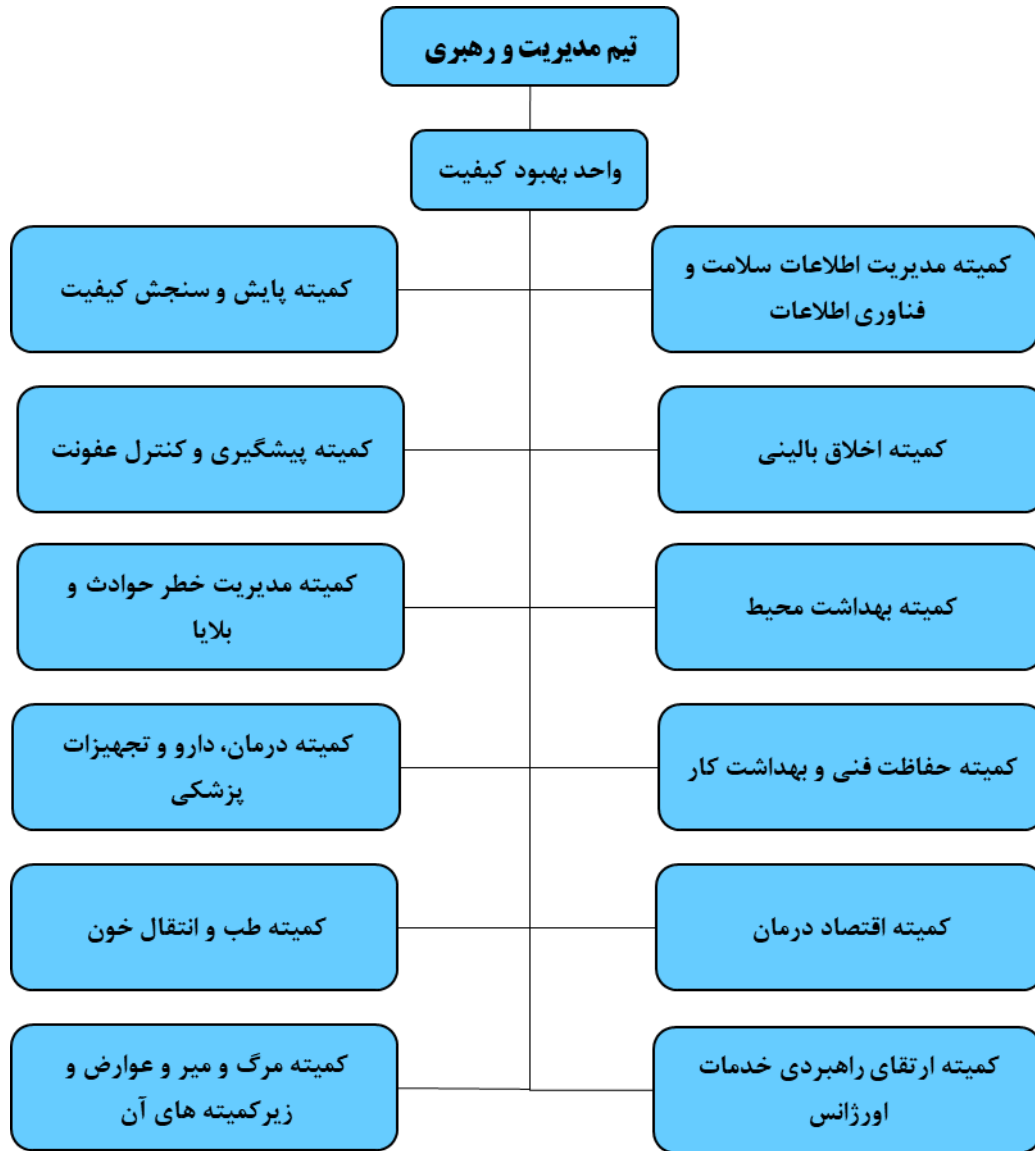 تیم مدیریت و رهبری
واحد بهبود کیفیت
کمیته مدیریت اطلاعات سلامت و
فناوری اطلاعات
کمیته پایش و سنجش کیفیت
کمیته اخلاق بالینی
کمیته پیشگیری و کنترل عفونت
کمیته بهداشت محیط
کمیته مدیریت خطر حوادث و
بلایا
کمیته حفاظت فنی و بهداشت کار
کمیته درمان، دارو و تجهیزات
پزشکی
کمیته اقتصاد درمان
کمیته طب و انتقال خون
کمیته ارتقای راهبردی خدمات
اورژانس
کمیته مرگ و میر و عوارض و
زیرکمیته های آن